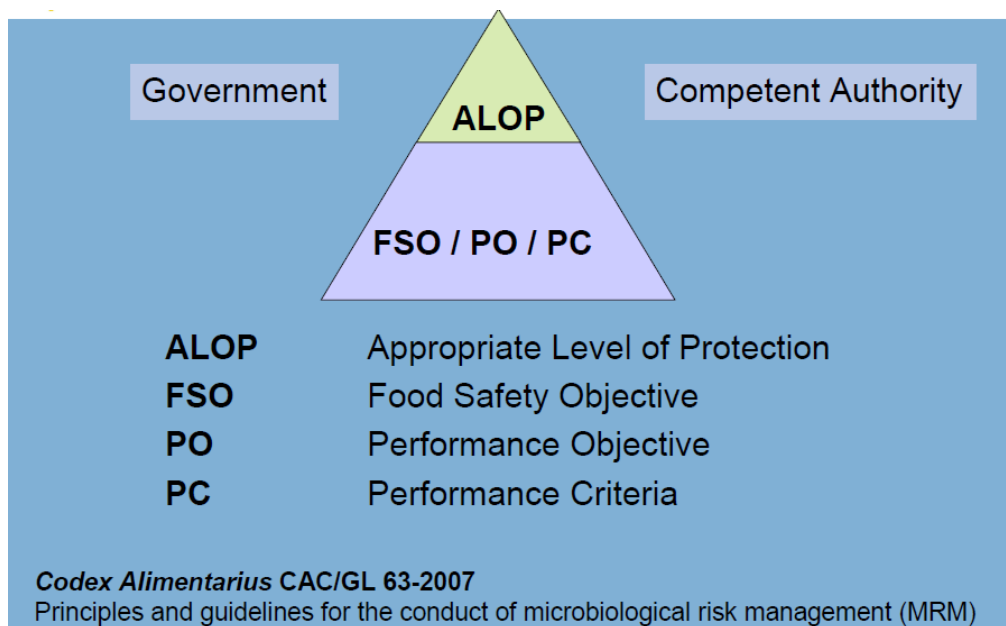 Government
Competent Authority
ALOP
FSO / PO / PC
ALOP Appropriate Level of Protection
FSO Food Safety Objective
PO Performance Objective
PC Performance Criteria
Codex Alimentarius CAC/GL 63-2007
Principles and guidelines for the conduct of microbiological risk management (MRM)